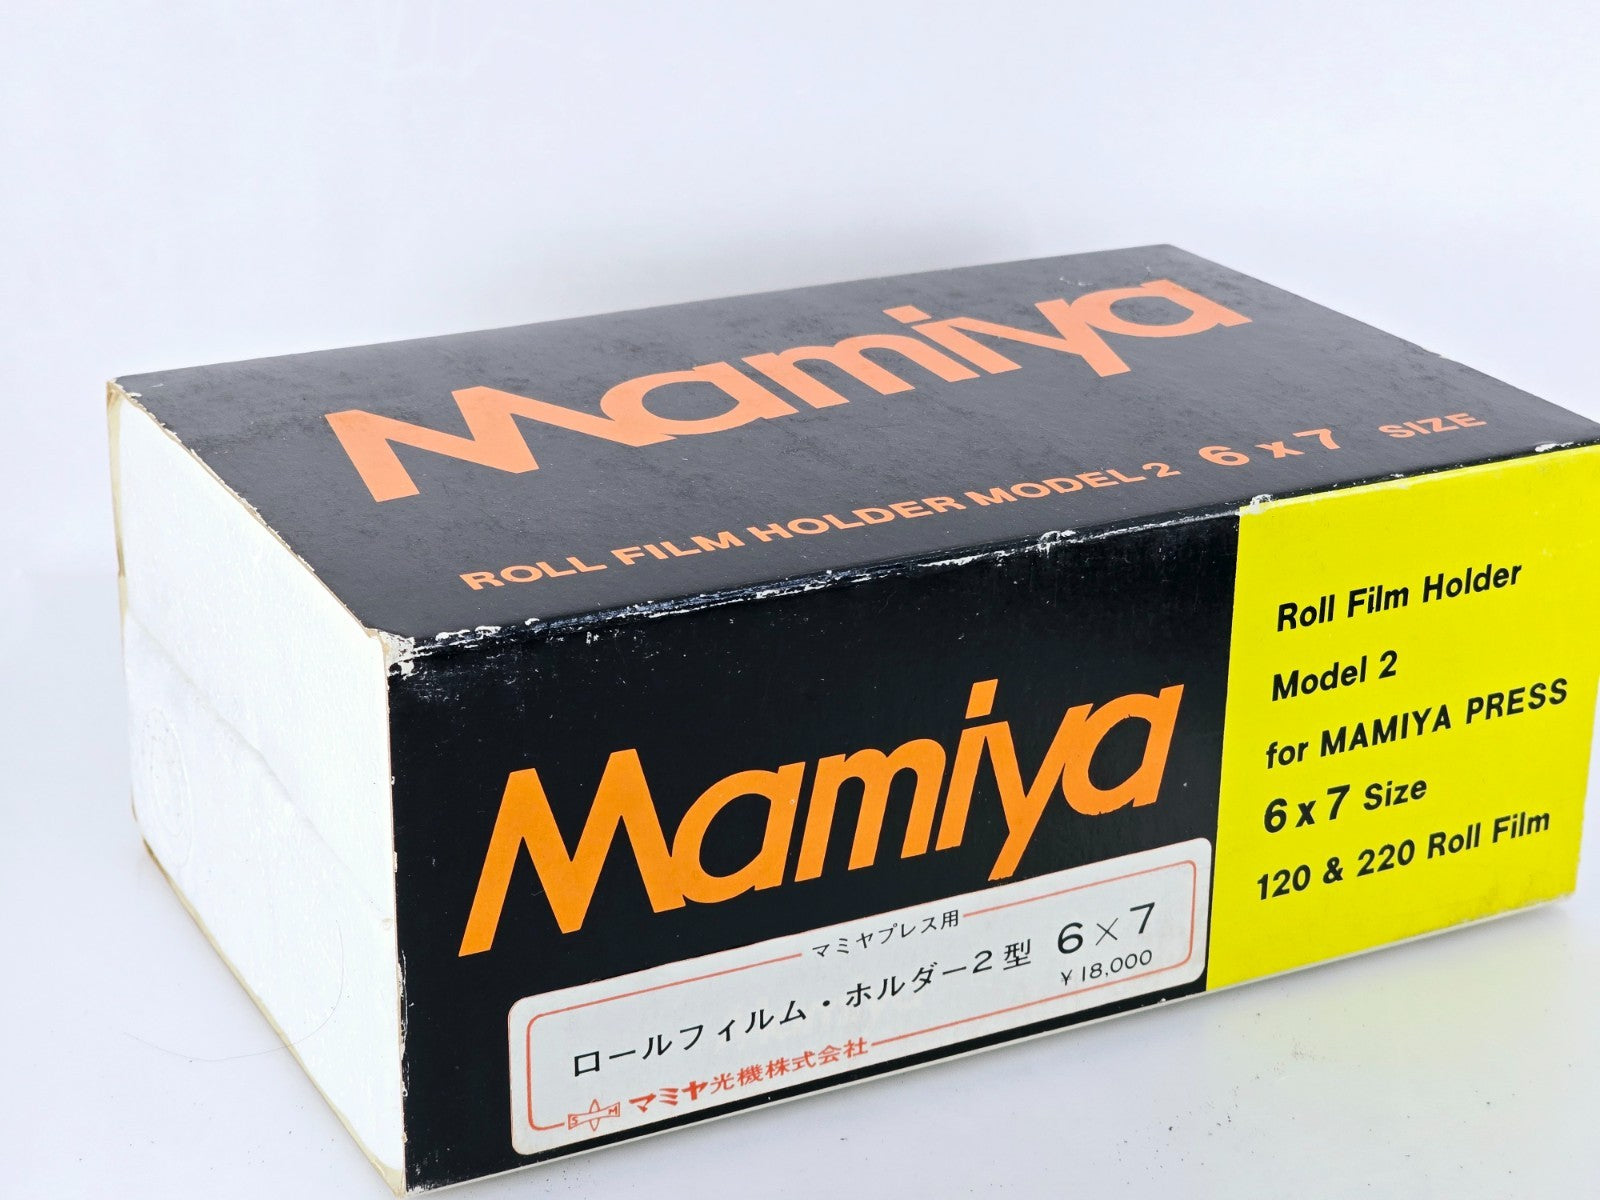 Mamiya
ROLL FILM HOLDER MODEL 2 6 x 7 SIZE
Mamiya
マミヤプレス用
ロールフィルム・ホルダー2型 6×7
¥18,000
S M マミヤ光機株式会社
Roll Film Holder
Model 2
for MAMIYA PRESS
6 x 7 Size
120 & 220 Roll Film